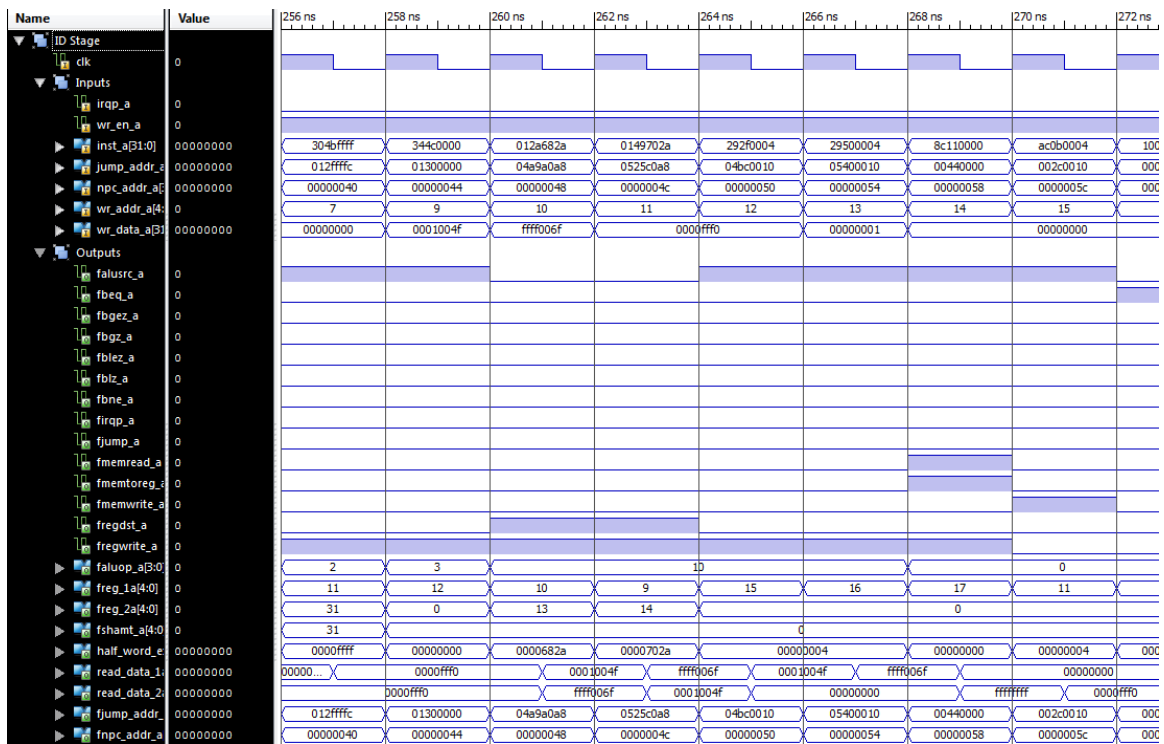 Name Value 256 ns 258 ns 260 ns 262 ns 264 ns 266 ns 268 ns 270 ns 272 ns
ID Stage
clk 0
Inputs
irqp_a 0
wr_en_a 0
inst_a[31:0] 00000000 304bffff 344c0000 012a682a 0149702a 292f0004 29500004 8c110000 ac0b0004 100
jump_addr_a 00000000 012ffffc 01300000 04a9a0a8 0525c0a8 04bc0010 05400010 00440000 002c0010 000
npc_addr_a[ 00000000 00000040 00000044 00000048 0000004c 00000050 00000054 00000058 0000005c 000
wr_addr_a[4: 0 7 9 10 11 12 13 14 15
wr_data_a[31 00000000 00000000 0001004f ffff006f 0000fff0 00000001 00000000
Outputs
falusrc_a 0
fbeq_a 0
fbgez_a 0
fbgz_a 0
fblez_a 0
fblz_a 0
fbne_a 0
firqp_a 0
fjump_a 0
fmemread_a 0
fmemtoreg_a 0
fmemwrite_a 0
fregdst_a 0
fregwrite_a 0
faluop_a[3:0] 0 2 3 10 0
freg_1a[4:0] 0 11 12 10 9 15 16 17 11
freg_2a[4:0] 0 31 0 13 14 0
fshamt_a[4:0 0 31 0
half_word_e 00000000 0000ffff 00000000 0000682a 0000702a 00000004 00000000 00000004 000
read_data_1a 00000000 00000... 0000fff0 0001004f ffff006f 0001004f ffff006f 00000000
read_data_2a 00000000 0000fff0 ffff006f 0001004f 00000000 ffffffff 0000fff0
fjump_addr_ 00000000 012ffffc 01300000 04a9a0a8 0525c0a8 04bc0010 05400010 00440000 002c0010 000
fnpc_addr_a 00000000 00000040 00000044 00000048 0000004c 00000050 00000054 00000058 0000005c 000